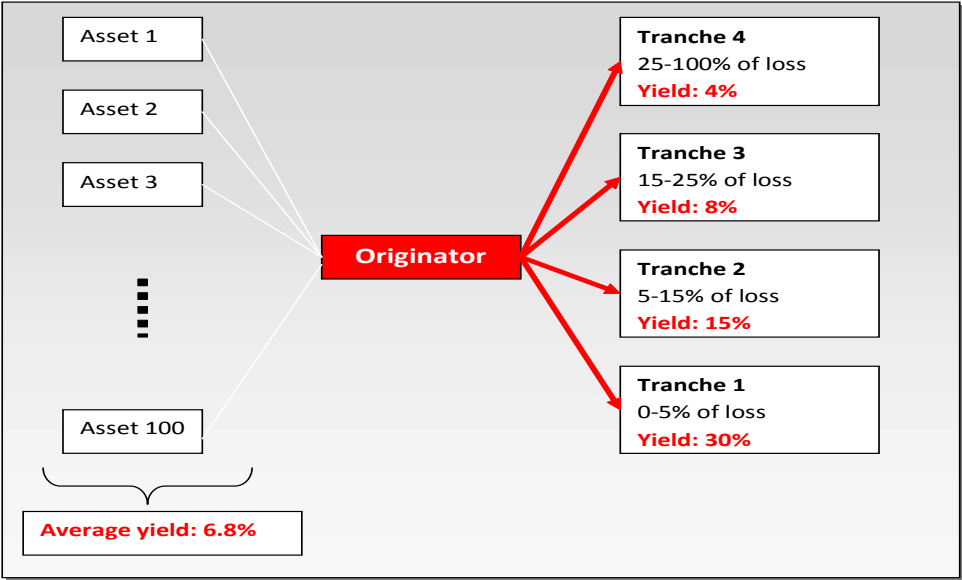 Asset 1
Asset 2
Asset 3
Asset 100
Average yield: 6.8%
Originator
Tranche 4
25-100% of loss
Yield: 4%
Tranche 3
15-25% of loss
Yield: 8%
Tranche 2
5-15% of loss
Yield: 15%
Tranche 1
0-5% of loss
Yield: 30%